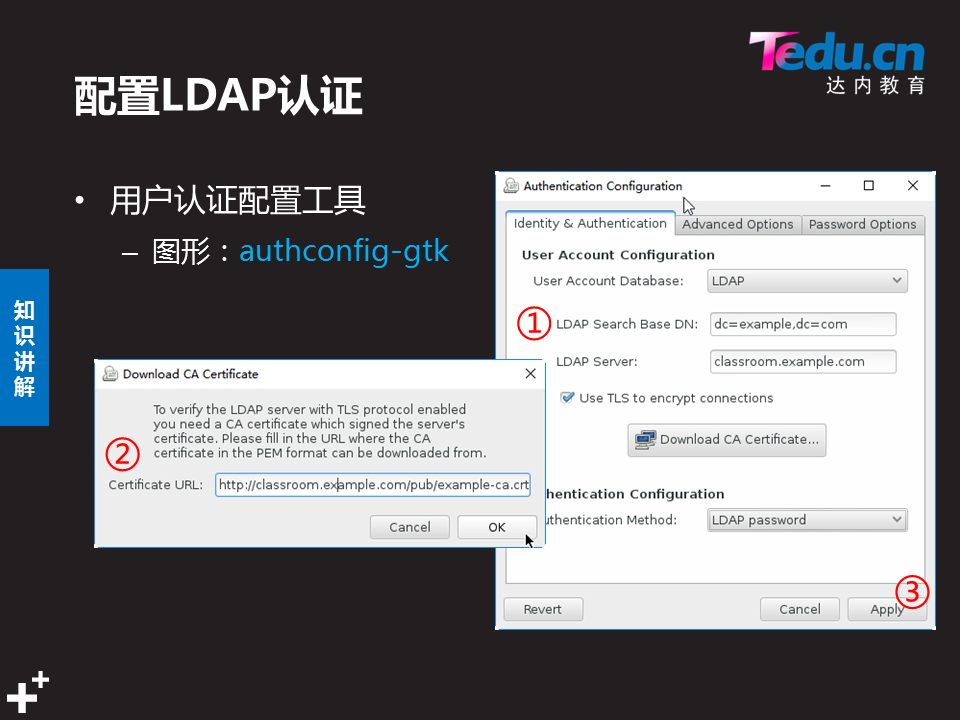 Tedu.cn
达内教育
配置LDAP认证
• 用户认证配置工具
– 图形：authconfig-gtk
知
识
讲
解
Authentication Configuration
Identity & Authentication
Advanced Options
Password Options
User Account Configuration
User Account Database: LDAP
① LDAP Search Base DN: dc=example,dc=com
LDAP Server: classroom.example.com
Use TLS to encrypt connections
Download CA Certificate...
hentication Configuration
uthentication Method: LDAP password
Revert
Cancel
Apply
③
Download CA Certificate
To verify the LDAP server with TLS protocol enabled
you need a CA certificate which signed the server's
certificate. Please fill in the URL where the CA
certificate in the PEM format can be downloaded from.
②
Certificate URL: http://classroom.example.com/pub/example-ca.crt
Cancel
OK